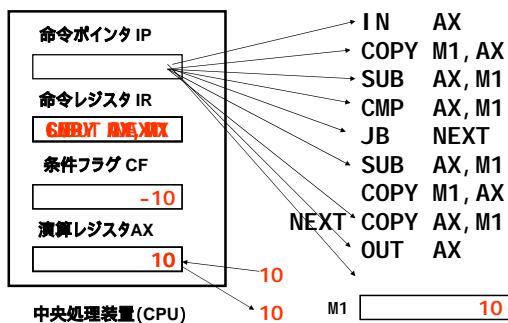 命令ポインタ IP
命令レジスタ IR
条件フラグ CF
-10
演算レジスタAX
10
10
10
中央処理装置(CPU)
IN AX
COPY M1,AX
SUB AX,M1
CMP AX,M1
JB NEXT
SUB AX,M1
COPY M1,AX
NEXT COPY AX,M1
OUT AX
M1 10